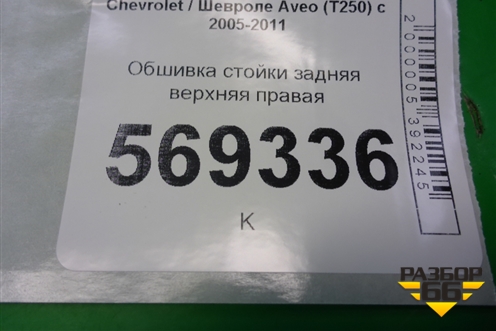 Chevrolet / Шевроле Aveo (T250) с
2005-2011
Обшивка стойки задняя
верхняя правая
569336
К
2000005392245
РАЗБОР
66